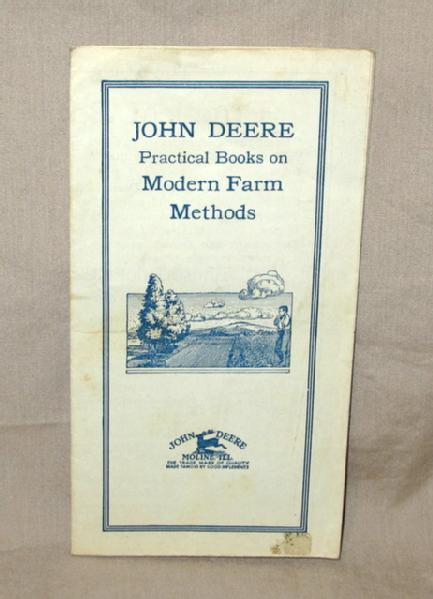 JOHN DEERE
Practical Books on
Modern Farm
Methods
JOHN DEERE
MOLINE, ILL.
THE TRADE MARK OF QUALITY
MADE FAMOUS BY GOOD IMPLEMENTS